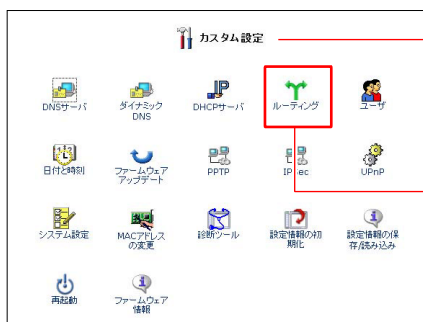 カスタム設定
DNSサーバ
ダイナミック
DNS
DHCPサーバ
ルーティング
ユーザ
日付と時刻
ファームウェア
アップデート
PPTP
IPSec
UPnP
システム設定
MACアドレス
の変更
診断ツール
設定情報の初
期化
設定情報の保
存/読み込み
再起動
ファームウェア
情報